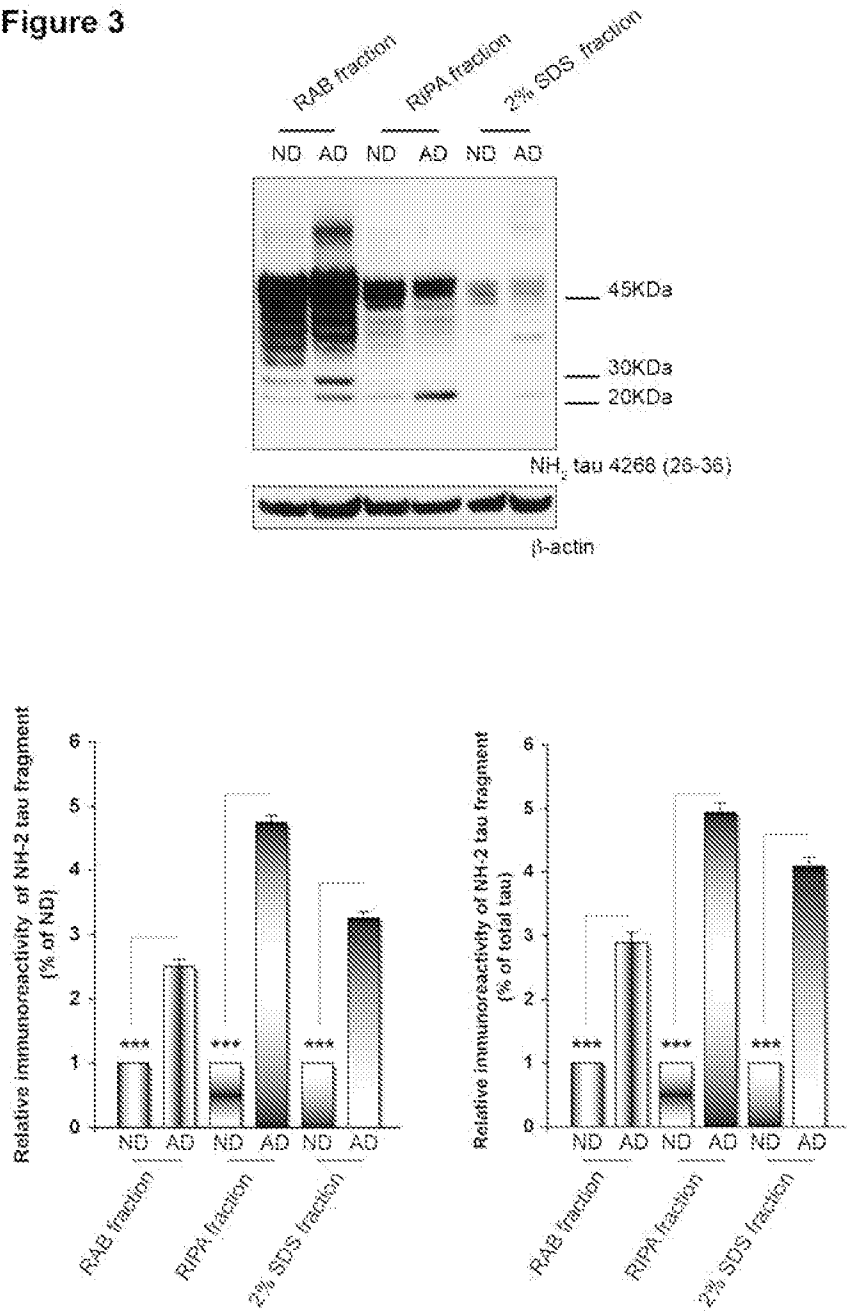 Figure 3
RAB fraction
RIPA fraction
2% SDS fraction
ND AD ND AD ND AD
45KDa
30KDa
20KDa
NH2 tau 4268 (26-36)
β-actin
Relative immunoreactivity of NH-2 tau fragment
(% of ND)
6
5
4
3
2
1
0
*** *** ***
ND AD ND AD ND AD
RAB fraction
RIPA fraction
2% SDS fraction
Relative immunoreactivity of NH-2 tau fragment
(% of total tau)
6
5
4
3
2
1
0
*** *** ***
ND AD ND AD ND AD
RAB fraction
RIPA fraction
2% SDS fraction